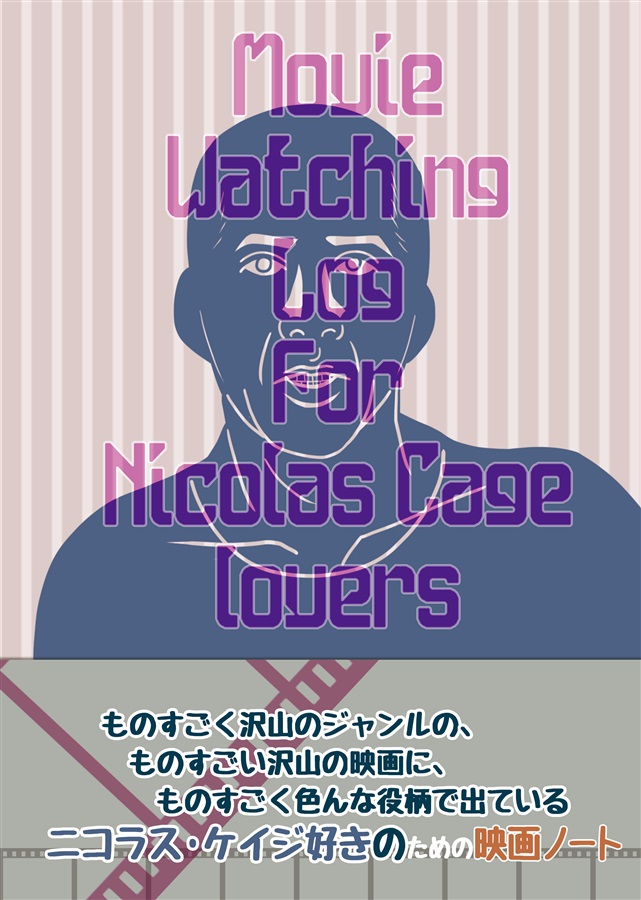 Movie
Watching
Log
For
Nicolas Cage
lovers
ものすごく沢山のジャンルの、
ものすごい沢山の映画に、
ものすごく色んな役柄で出ている
ニコラス・ケイジ好きのための映画ノート